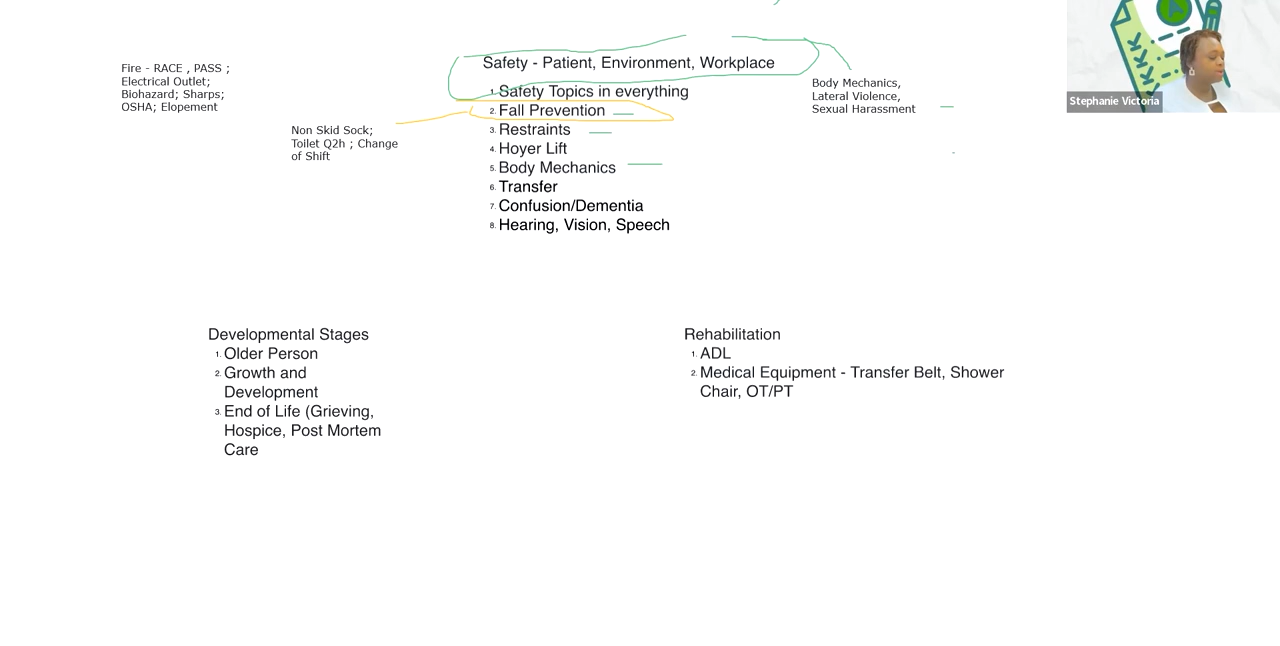 Fire - RACE , PASS ;
Electrical Outlet;
Biohazard; Sharps;
OSHA; Elopement
Non Skid Sock;
Toilet Q2h ; Change
of Shift
Safety - Patient, Environment, Workplace
1. Safety Topics in everything
2. Fall Prevention
3. Restraints
4. Hoyer Lift
5. Body Mechanics
6. Transfer
7. Confusion/Dementia
8. Hearing, Vision, Speech
Body Mechanics,
Lateral Violence,
Sexual Harassment
Stephanie Victoria
Developmental Stages
1. Older Person
2. Growth and
Development
3. End of Life (Grieving,
Hospice, Post Mortem
Care
Rehabilitation
1. ADL
2. Medical Equipment - Transfer Belt, Shower
Chair, OT/PT